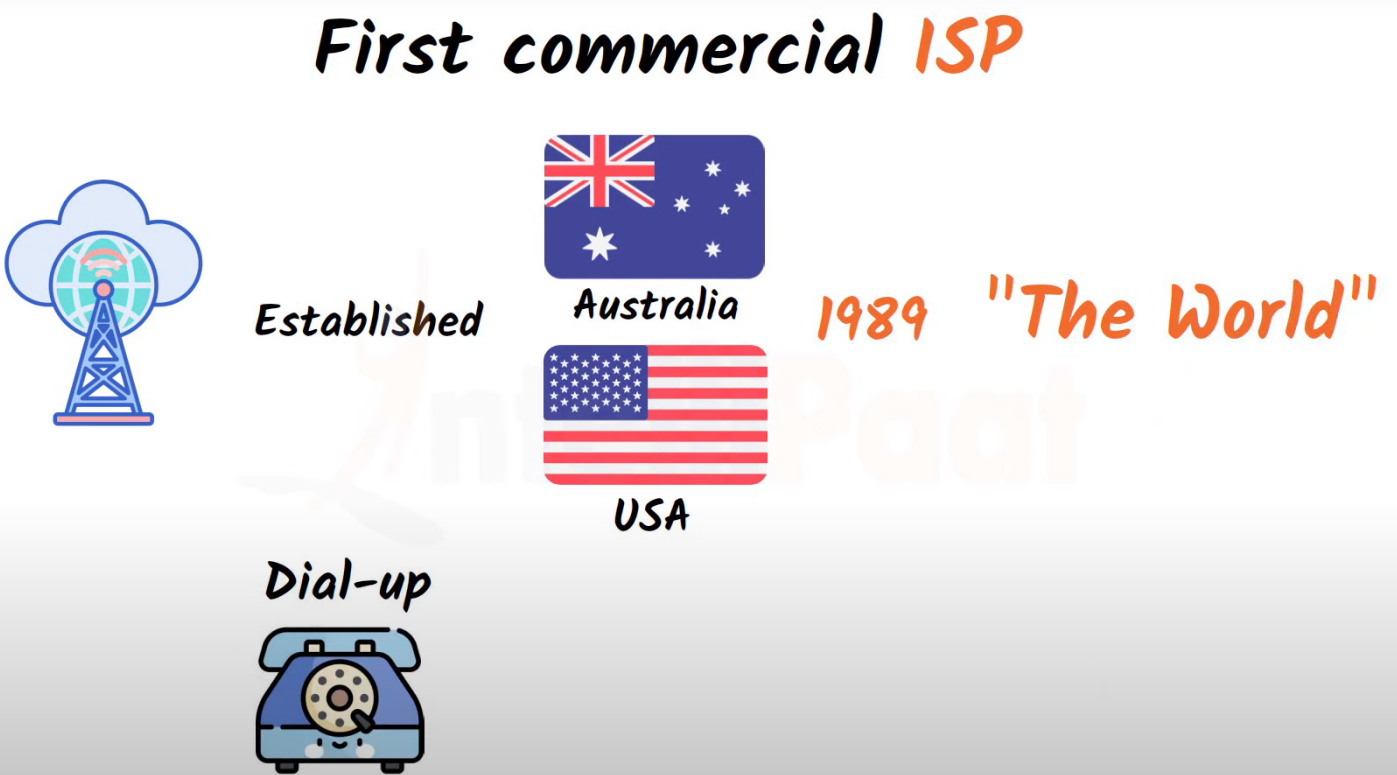 First commercial ISP
Established
Australia
1989 "The World"
USA
Dial-up